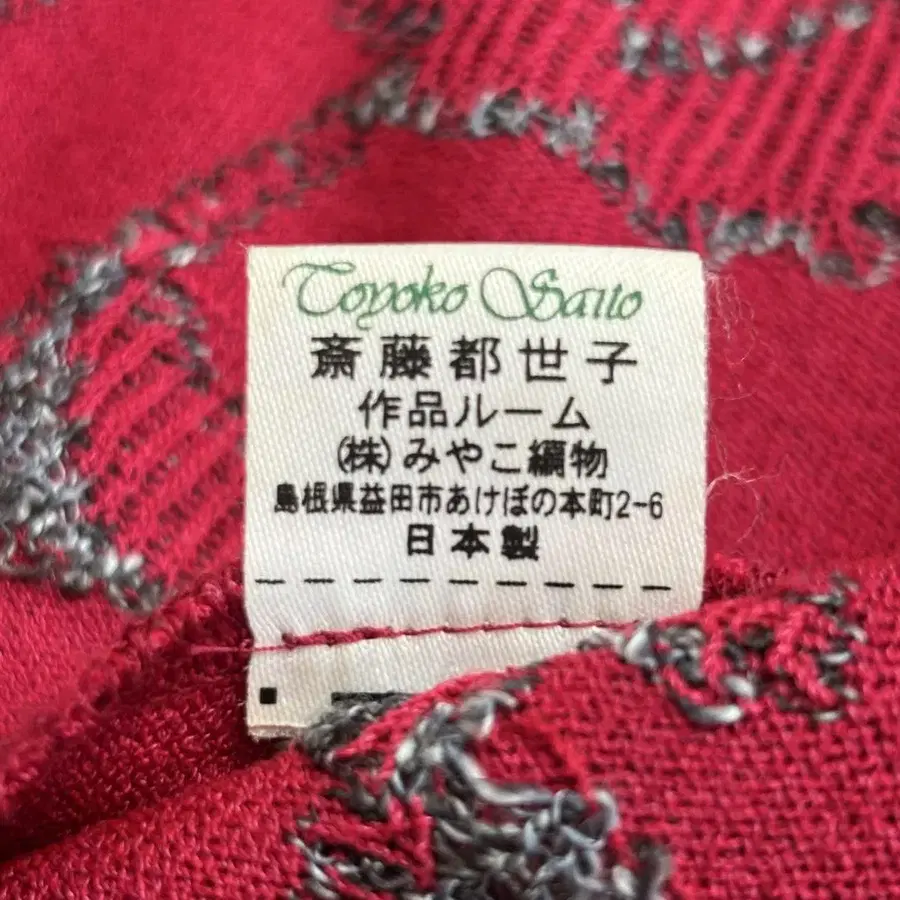 Toyoko Saito
斎藤都世子
作品ルーム
(株)みやこ編物
島根県益田市あけぼの本町2-6
日本製